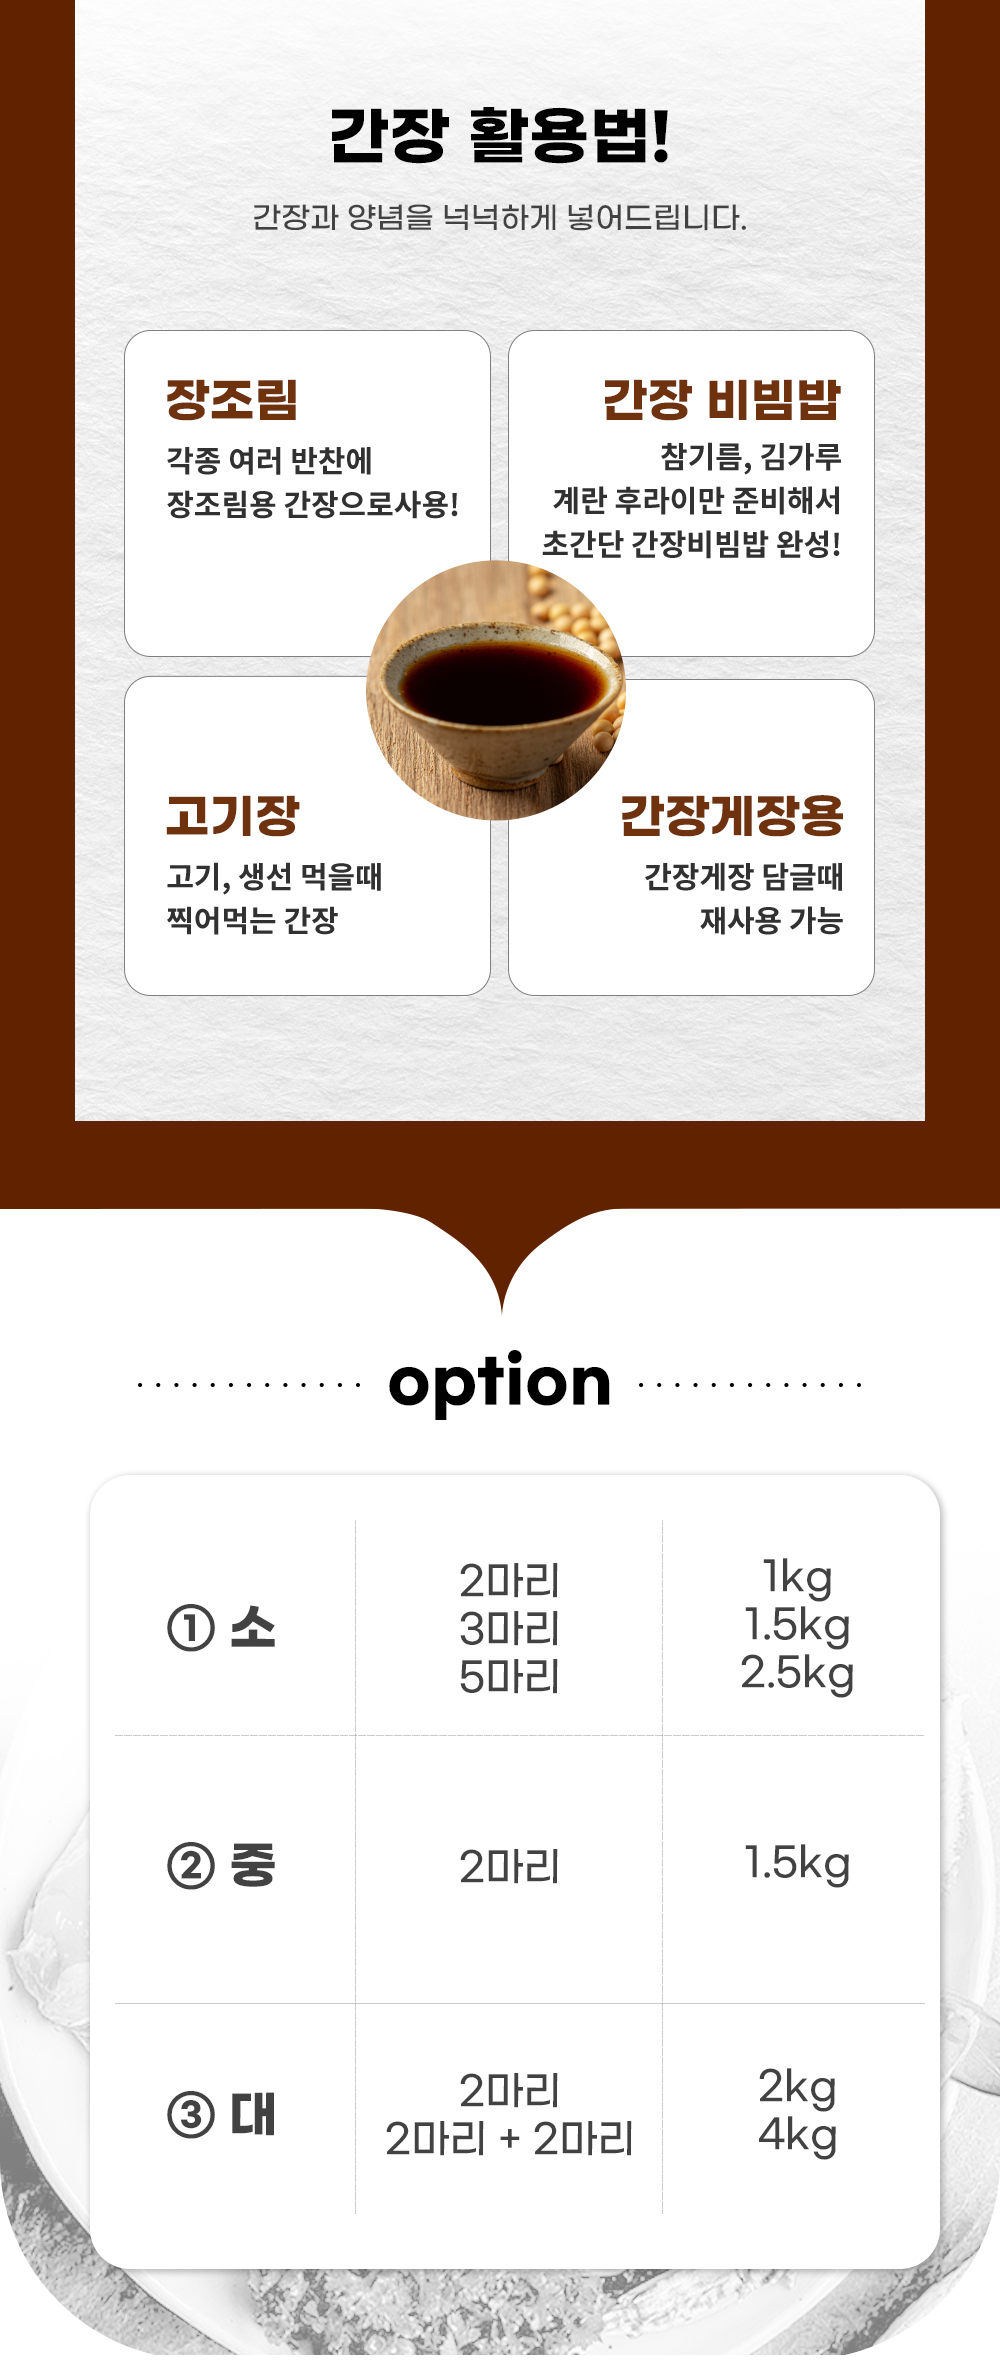 간장 활용법!
간장과 양념을 넉넉하게 넣어드립니다.
장조림
각종 여러 반찬에
장조림용 간장으로사용!
간장 비빔밥
참기름, 김가루
계란 후라이만 준비해서
초간단 간장비빔밥 완성!
고기장
고기, 생선 먹을때
찍어먹는 간장
간장게장용
간장게장 담글때
재사용 가능
option
① 소
2마리
3마리
5마리
1kg
1.5kg
2.5kg
② 중
2마리
1.5kg
③ 대
2마리
2마리 + 2마리
2kg
4kg